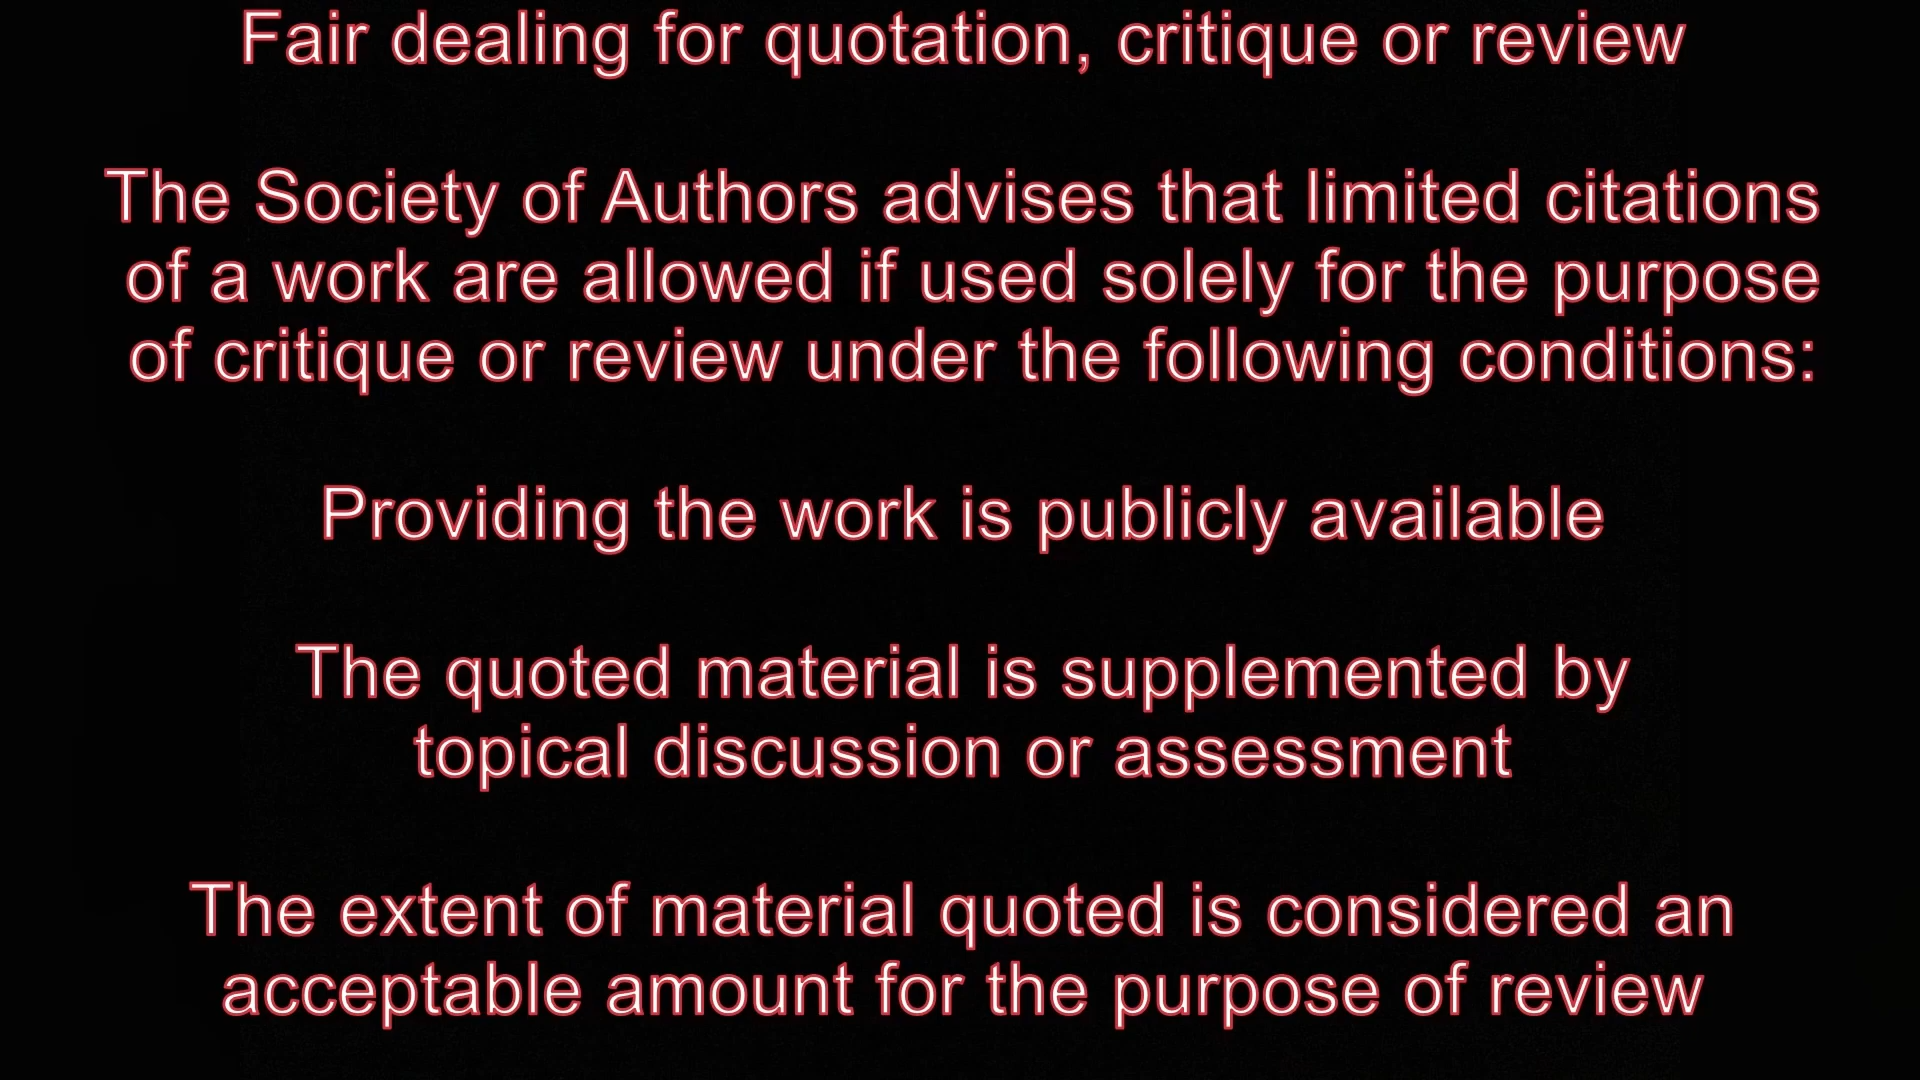 Fair dealing for quotation, critique or review
The Society of Authors advises that limited citations
of a work are allowed if used solely for the purpose
of critique or review under the following conditions:
Providing the work is publicly available
The quoted material is supplemented by
topical discussion or assessment
The extent of material quoted is considered an
acceptable amount for the purpose of review